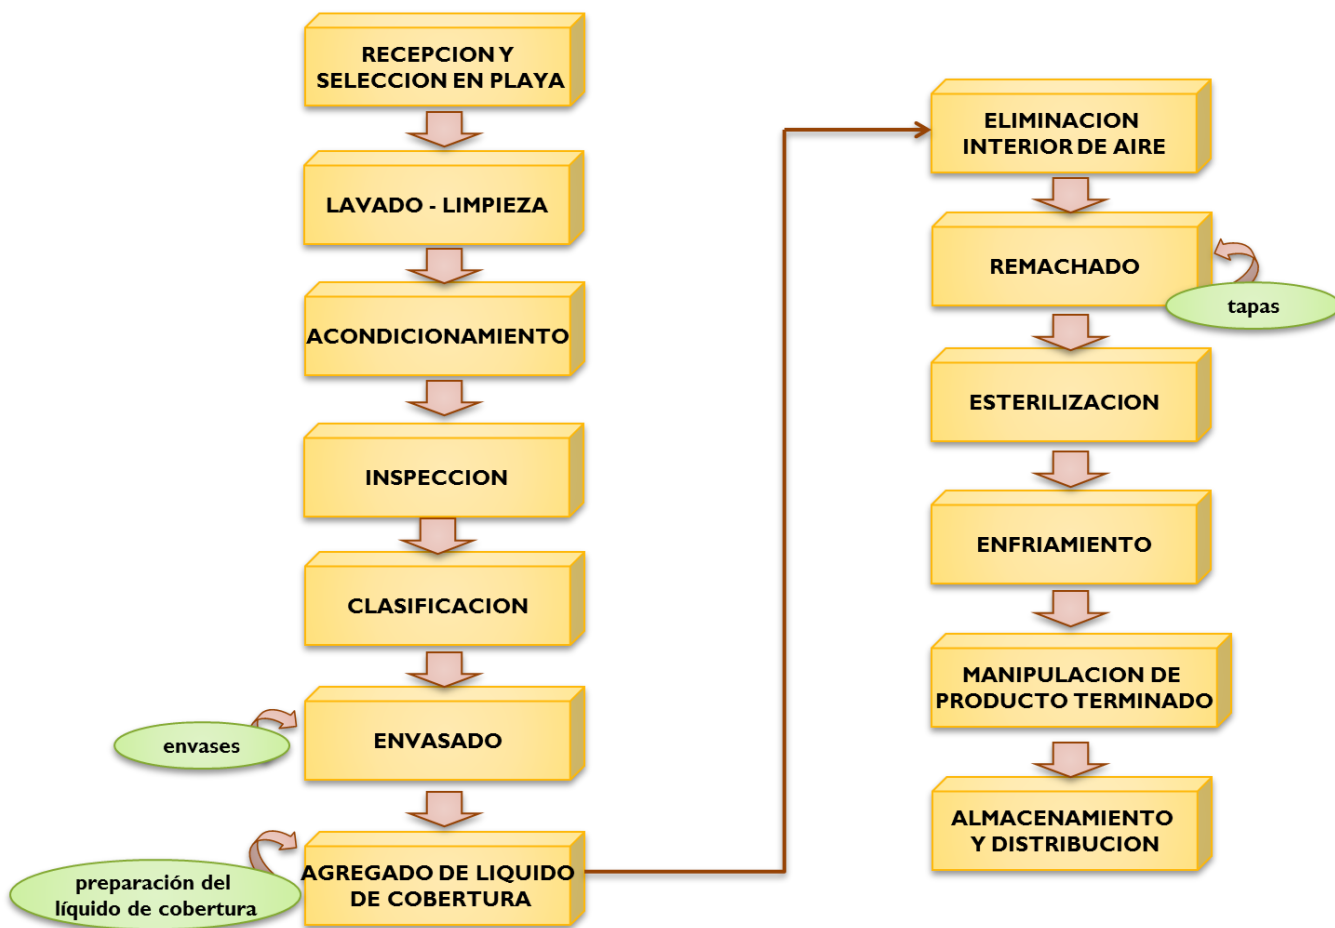 RECEPCION Y
SELECCION EN PLAYA
LAVADO - LIMPIEZA
ACONDICIONAMIENTO
INSPECCION
CLASIFICACION
envases
ENVASADO
preparación del
líquido de cobertura
AGREGADO DE LIQUIDO
DE COBERTURA
ELIMINACION
INTERIOR DE AIRE
REMACHADO
tapas
ESTERILIZACION
ENFRIAMIENTO
MANIPULACION DE
PRODUCTO TERMINADO
ALMACENAMIENTO
Y DISTRIBUCION